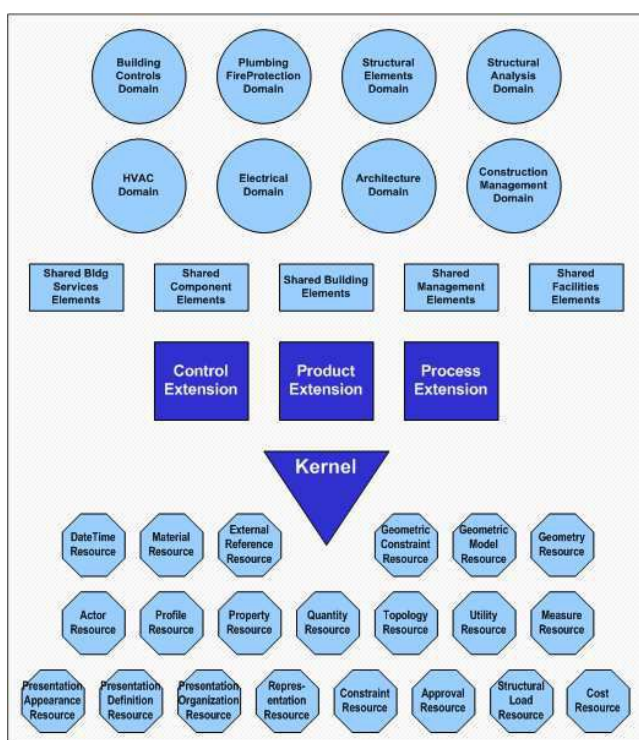 Building
Controls
Domain
Plumbing
FireProtection
Domain
Structural
Elements
Domain
Structural
Analysis
Domain
HVAC
Domain
Electrical
Domain
Architecture
Domain
Construction
Management
Domain
Shared Bldg
Services
Elements
Shared
Component
Elements
Shared Building
Elements
Shared
Management
Elements
Shared
Facilities
Elements
Control
Extension
Product
Extension
Process
Extension
Kernel
DateTime
Resource
Material
Resource
External
Reference
Resource
Geometric
Constraint
Resource
Geometric
Model
Resource
Geometry
Resource
Actor
Resource
Profile
Resource
Property
Resource
Quantity
Resource
Topology
Resource
Utility
Resource
Measure
Resource
Presentation
Appearance
Resource
Presentation
Definition
Resource
Presentation
Organization
Resource
Repres-
entation
Resource
Constraint
Resource
Approval
Resource
Structural
Load
Resource
Cost
Resource